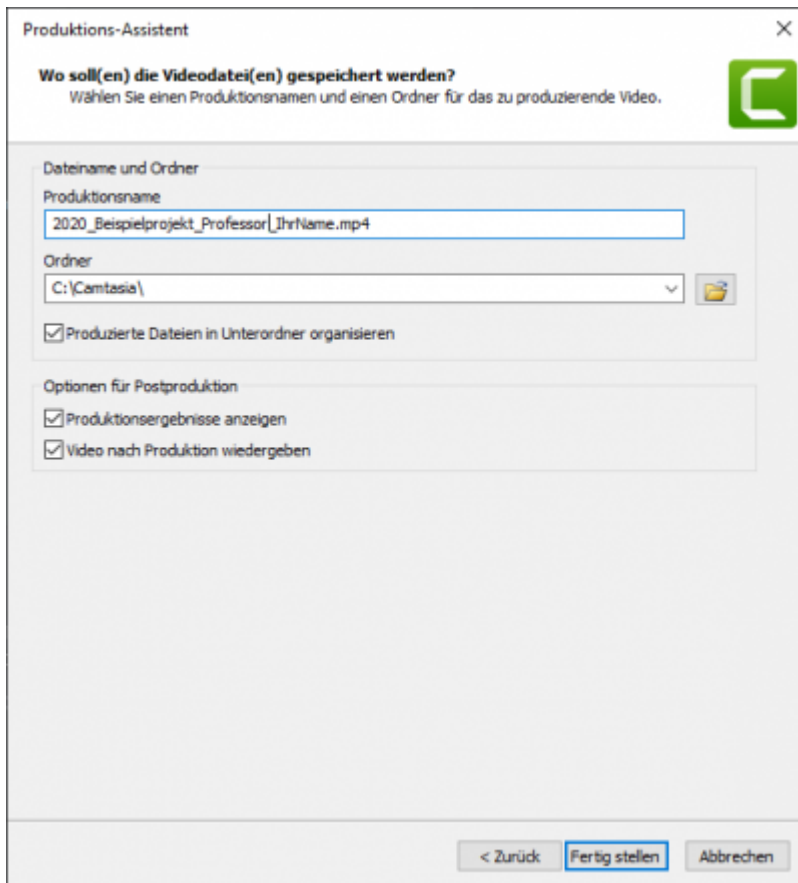 Produktions-Assistent
Wo soll(en) die Videodatei(en) gespeichert werden?
Wählen Sie einen Produktionsnamen und einen Ordner für das zu produzierende Video.
Dateiname und Ordner
Produktionsname
2020_Beispielprojekt_Professor_IhrName.mp4
Ordner
C:\Camtasia\
Produzierte Dateien in Unterordner organisieren
Optionen für Postproduktion
Produktionsergebnisse anzeigen
Video nach Produktion wiedergeben
< Zurück Fertig stellen Abbrechen